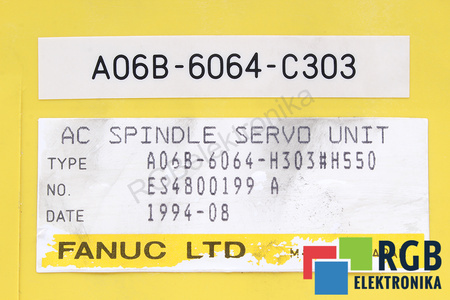 A06B-6064-C303
AC SPINDLE SERVO UNIT
TYPE A06B-6064-H303#H550
NO. ES4800199 A
DATE 1994-08
FANUC LTD
RGB
ELEKTRONIKA
RGBelektronika